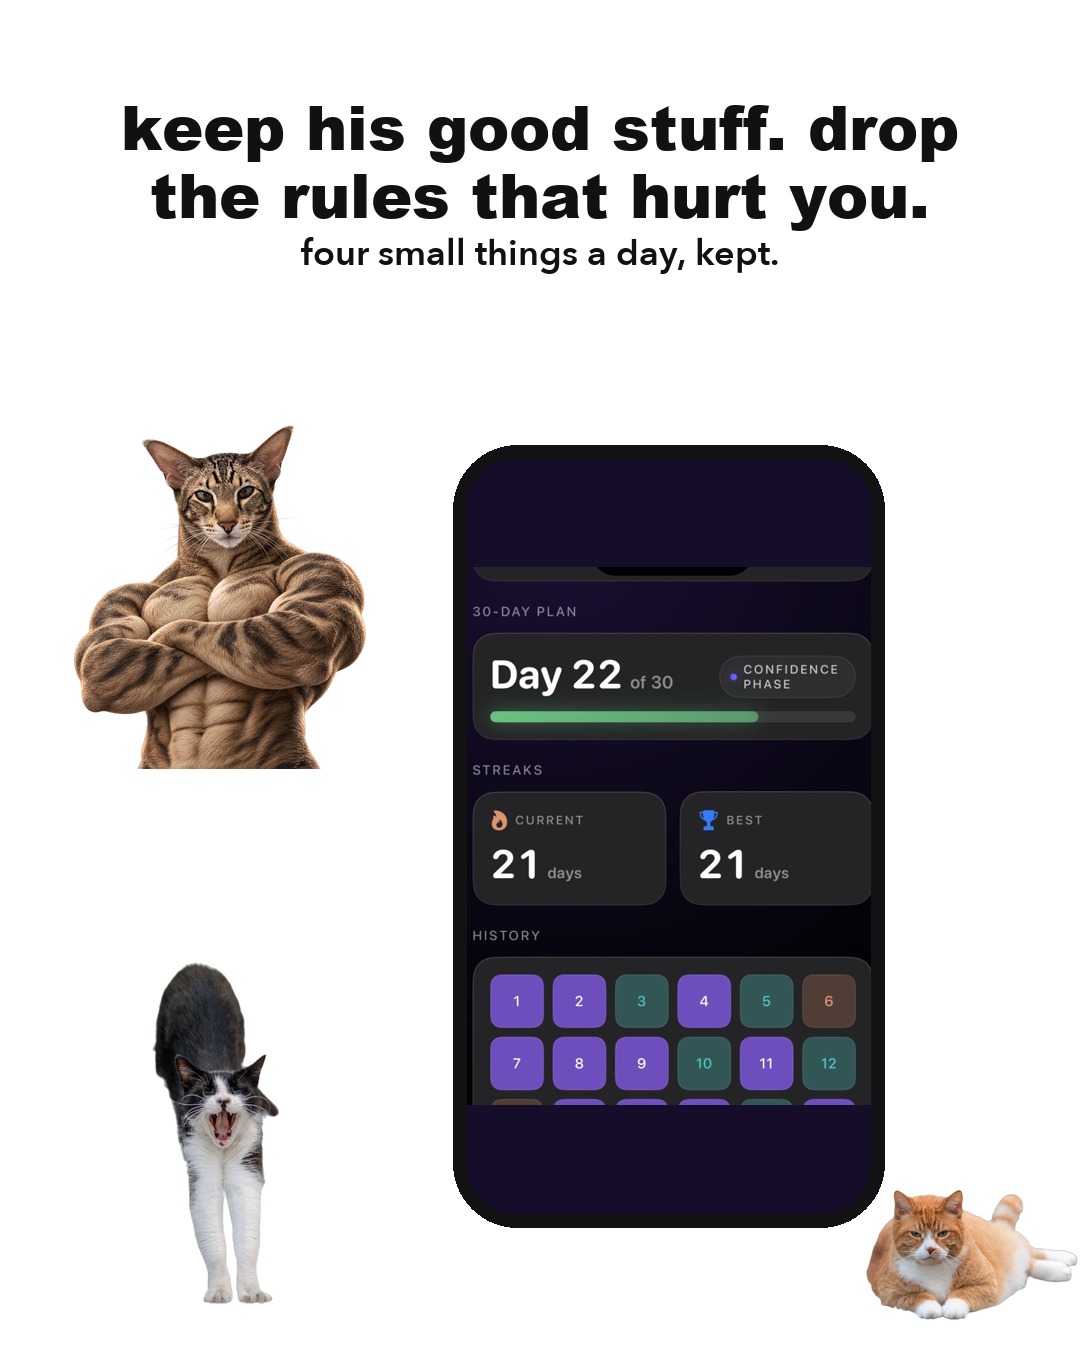 keep his good stuff. drop
the rules that hurt you.
four small things a day, kept.
30-DAY PLAN
Day 22 of 30
CONFIDENCE
PHASE
STREAKS
CURRENT
BEST
21 days
21 days
HISTORY
1 2 3 4 5 6
7 8 9 10 11 12